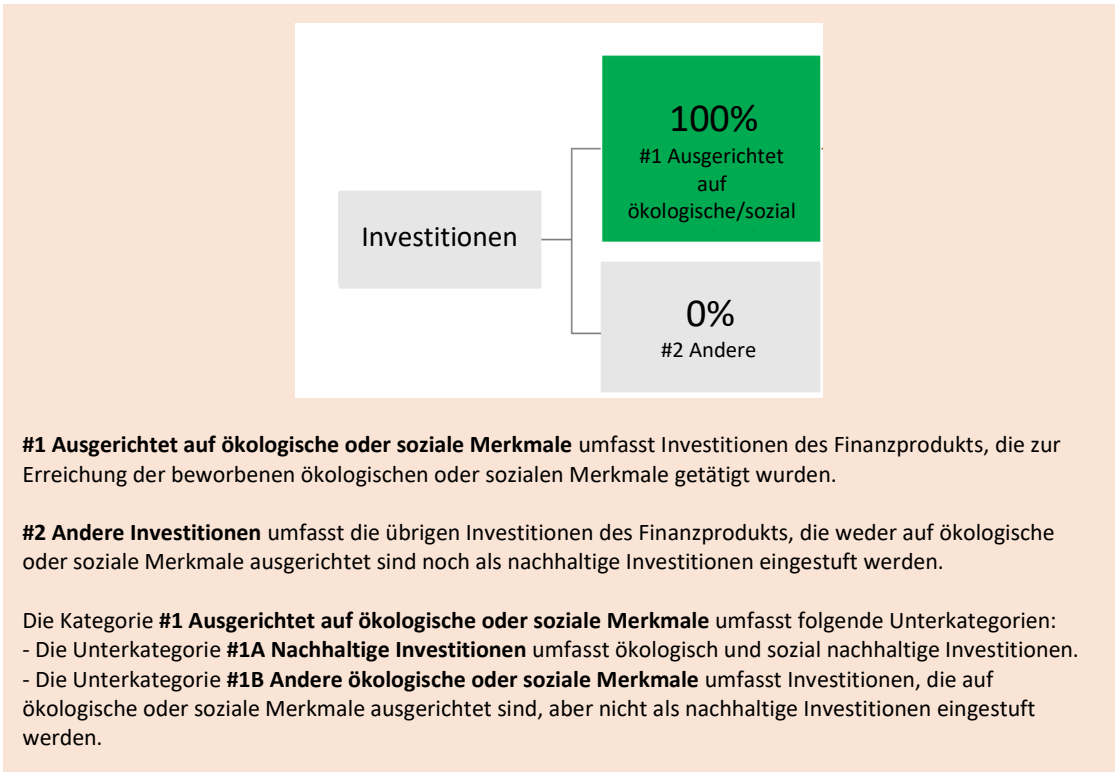 100%
#1 Ausgerichtet
auf
ökologische/sozial
Investitionen
0%
#2 Andere
#1 Ausgerichtet auf ökologische oder soziale Merkmale umfasst Investitionen des Finanzprodukts, die zur
Erreichung der beworbenen ökologischen oder sozialen Merkmale getätigt wurden.
#2 Andere Investitionen umfasst die übrigen Investitionen des Finanzprodukts, die weder auf ökologische
oder soziale Merkmale ausgerichtet sind noch als nachhaltige Investitionen eingestuft werden.
Die Kategorie #1 Ausgerichtet auf ökologische oder soziale Merkmale umfasst folgende Unterkategorien:
- Die Unterkategorie #1A Nachhaltige Investitionen umfasst ökologisch und sozial nachhaltige Investitionen.
- Die Unterkategorie #1B Andere ökologische oder soziale Merkmale umfasst Investitionen, die auf
ökologische oder soziale Merkmale ausgerichtet sind, aber nicht als nachhaltige Investitionen eingestuft
werden.